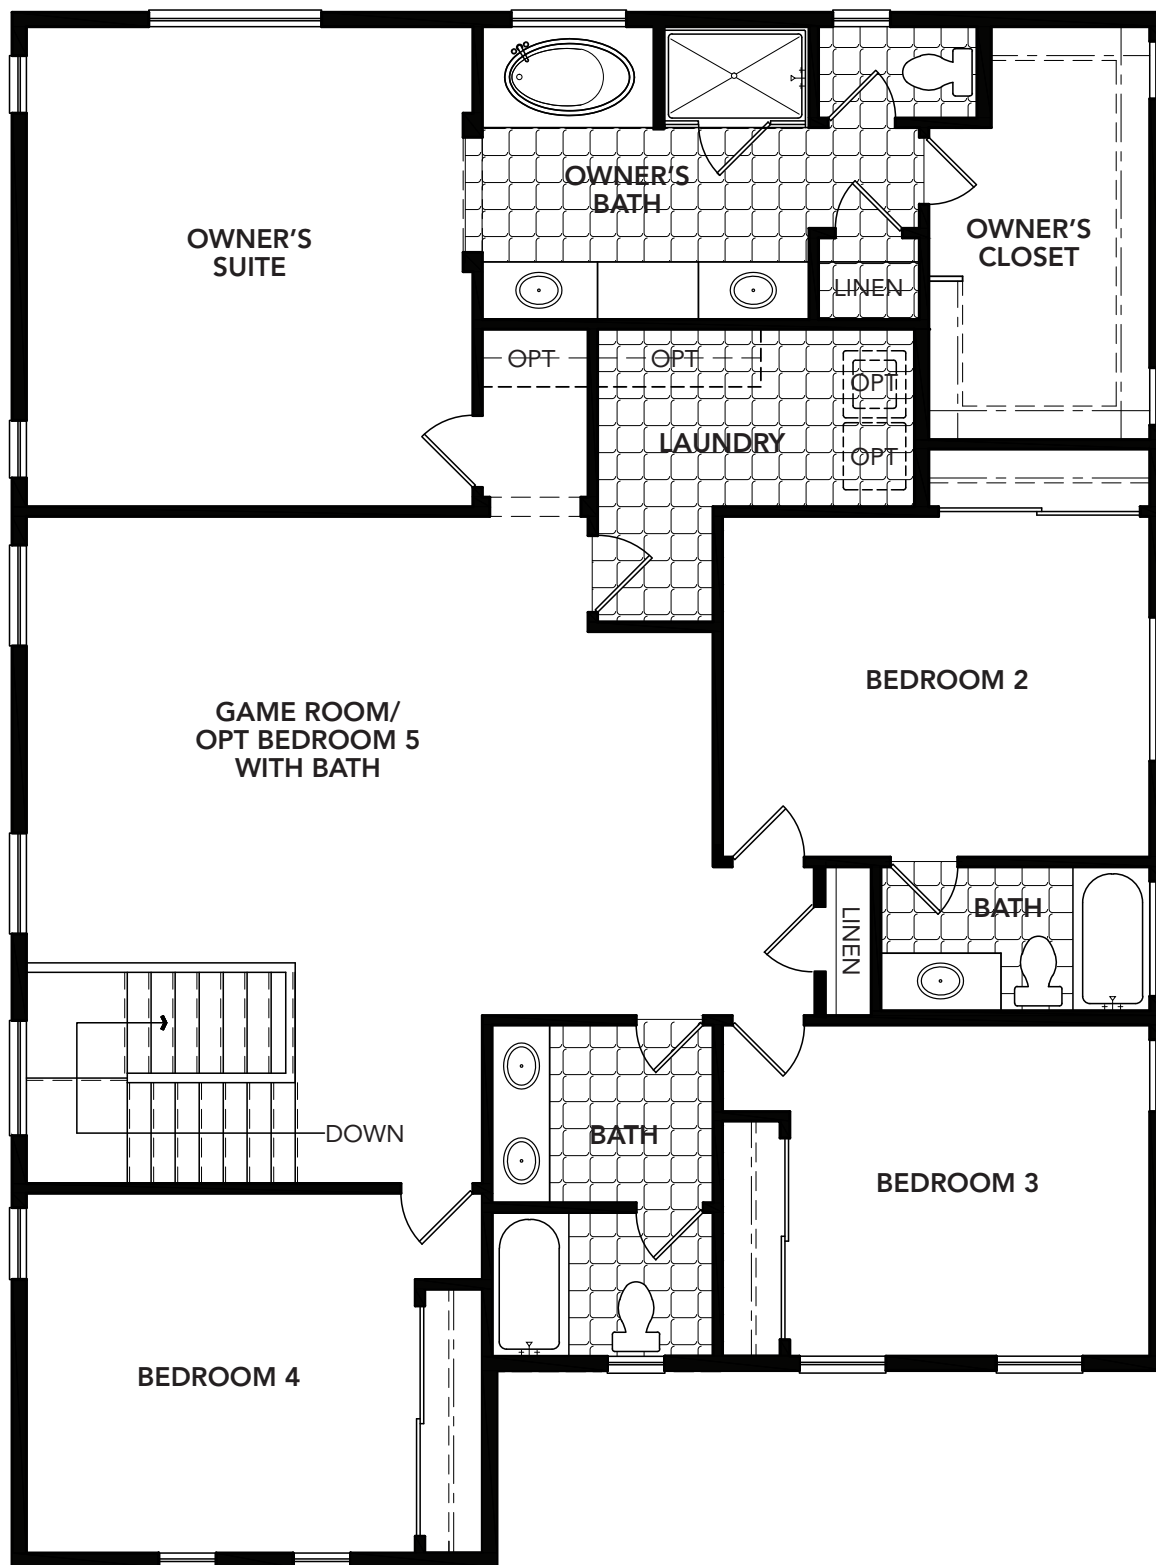 OWNER'S
SUITE
OWNER'S
BATH
OWNER'S
CLOSET
LINEN
OPT
OPT
OPT
LAUNDRY
OPT
BEDROOM 2
GAME ROOM/
OPT BEDROOM 5
WITH BATH
BATH
LINEN
DOWN
BATH
BEDROOM 3
BEDROOM 4